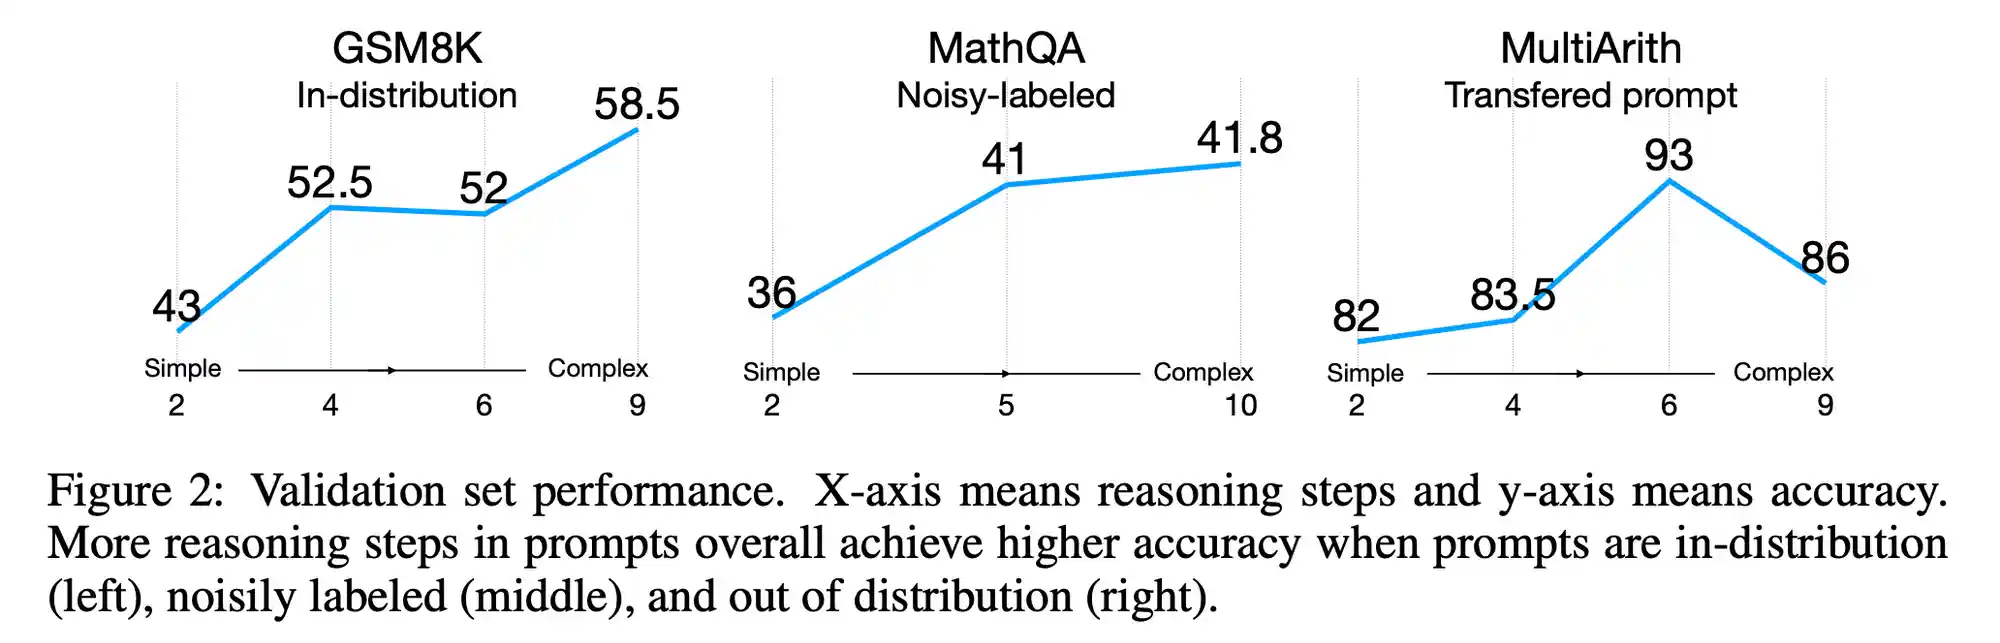 GSM8K
In-distribution
43
52.5
52
58.5
Simple
Complex
2
4
6
9
MathQA
Noisy-labeled
36
41
41.8
Simple
Complex
2
5
10
MultiArith
Transfered prompt
82
83.5
93
86
Simple
Complex
2
4
6
9
Figure 2: Validation set performance. X-axis means reasoning steps and y-axis means accuracy.
More reasoning steps in prompts overall achieve higher accuracy when prompts are in-distribution
(left), noisily labeled (middle), and out of distribution (right).